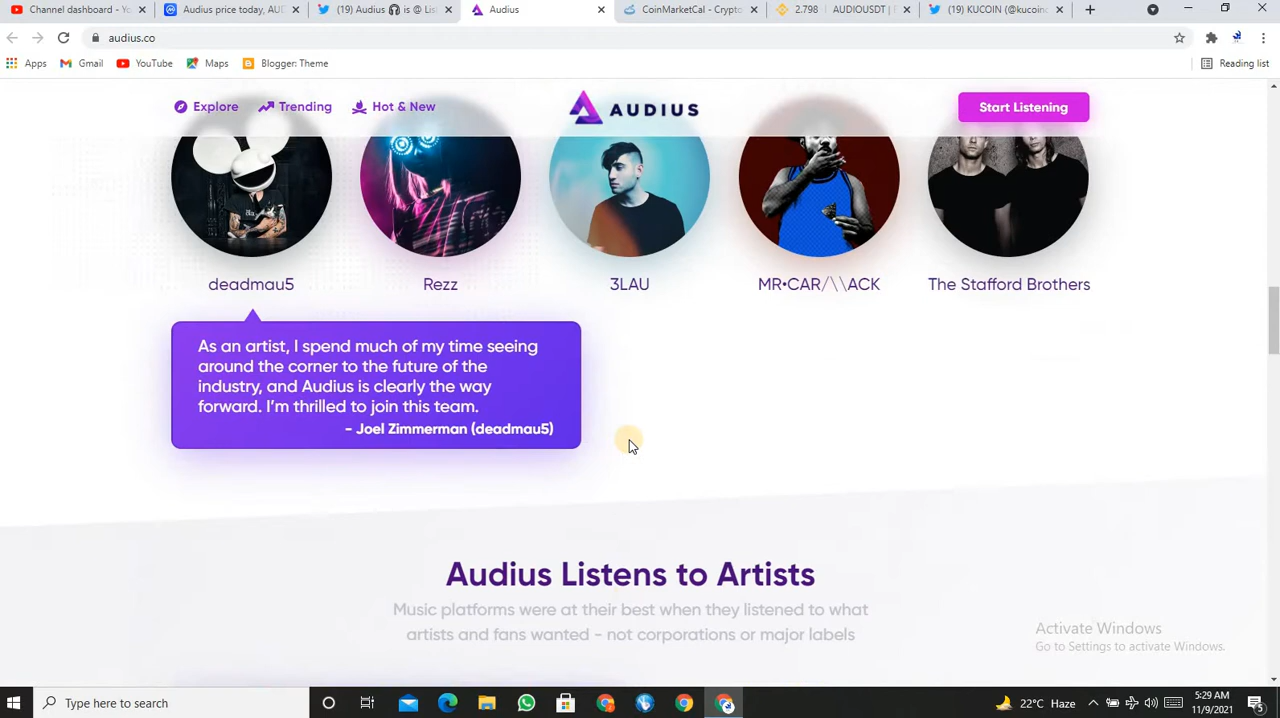 Channel dashboard - Yo
Audius price today, AUD
(19) Audius 🎧 is @ Lis
Audius
CoinMarketCal - Crypto
2.798 | AUDIOUSDT |
(19) KUCOIN (@kucoinc
audius.co
Apps
Gmail
YouTube
Maps
Blogger: Theme
Reading list
Explore
Trending
Hot & New
AUDIUS
Start Listening
deadmau5
Rezz
3LAU
MR•CAR/\\ACK
The Stafford Brothers
As an artist, I spend much of my time seeing
around the corner to the future of the
industry, and Audius is clearly the way
forward. I'm thrilled to join this team.
- Joel Zimmerman (deadmau5)
Audius Listens to Artists
Music platforms were at their best when they listened to what
artists and fans wanted - not corporations or major labels
Activate Windows
Go to Settings to activate Windows.
Type here to search
22°C Haze
5:29 AM
11/9/2021
5